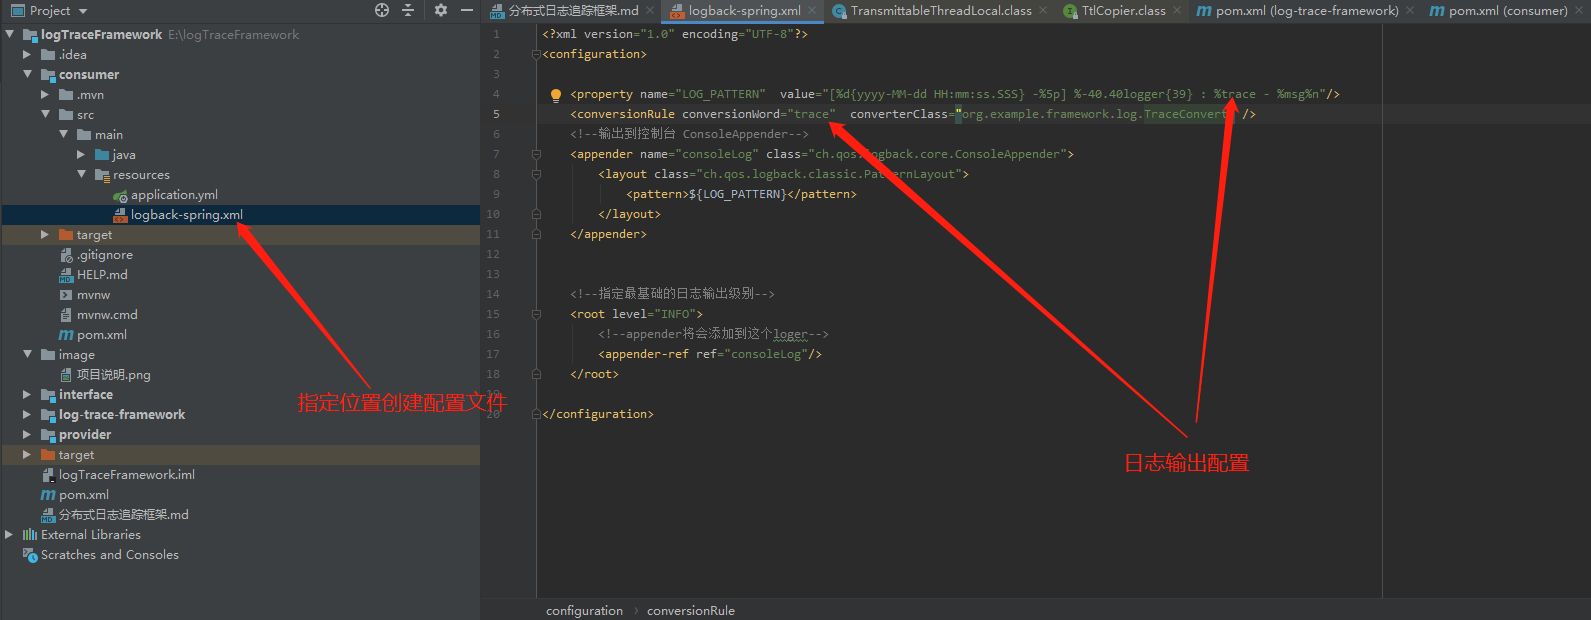 Project
分布式日志追踪框架.md
logback-spring.xml
TransmittableThreadLocal.class
TtlCopier.class
pom.xml (log-trace-framework)
pom.xml (consumer)
logTraceFramework E:\logTraceFramework
.idea
consumer
.mvn
src
main
java
resources
application.yml
logback-spring.xml
target
.gitignore
HELP.md
mvnw
mvnw.cmd
pom.xml
image
项目说明.png
interface
log-trace-framework
provider
target
logTraceFramework.iml
pom.xml
分布式日志追踪框架.md
External Libraries
Scratches and Consoles
指定位置创建配置文件
1 <?xml version="1.0" encoding="UTF-8"?>
2 <configuration>
3
4 <property name="LOG_PATTERN" value="[%d{yyyy-MM-dd HH:mm:ss.SSS} -%5p] %-40.40logger{39} : %trace - %msg%n"/>
5 <conversionRule conversionWord="trace" converterClass="org.example.framework.log.TraceConvert" />
6 <!--输出到控制台 ConsoleAppender-->
7 <appender name="consoleLog" class="ch.qos.logback.core.ConsoleAppender">
8 <layout class="ch.qos.logback.classic.PatternLayout">
9 <pattern>${LOG_PATTERN}</pattern>
10 </layout>
11 </appender>
12
13
14 <!--指定最基础的日志输出级别-->
15 <root level="INFO">
16 <!--appender将会添加到这个loger-->
17 <appender-ref ref="consoleLog"/>
18 </root>
19
20 </configuration>
日志输出配置
configuration › conversionRule